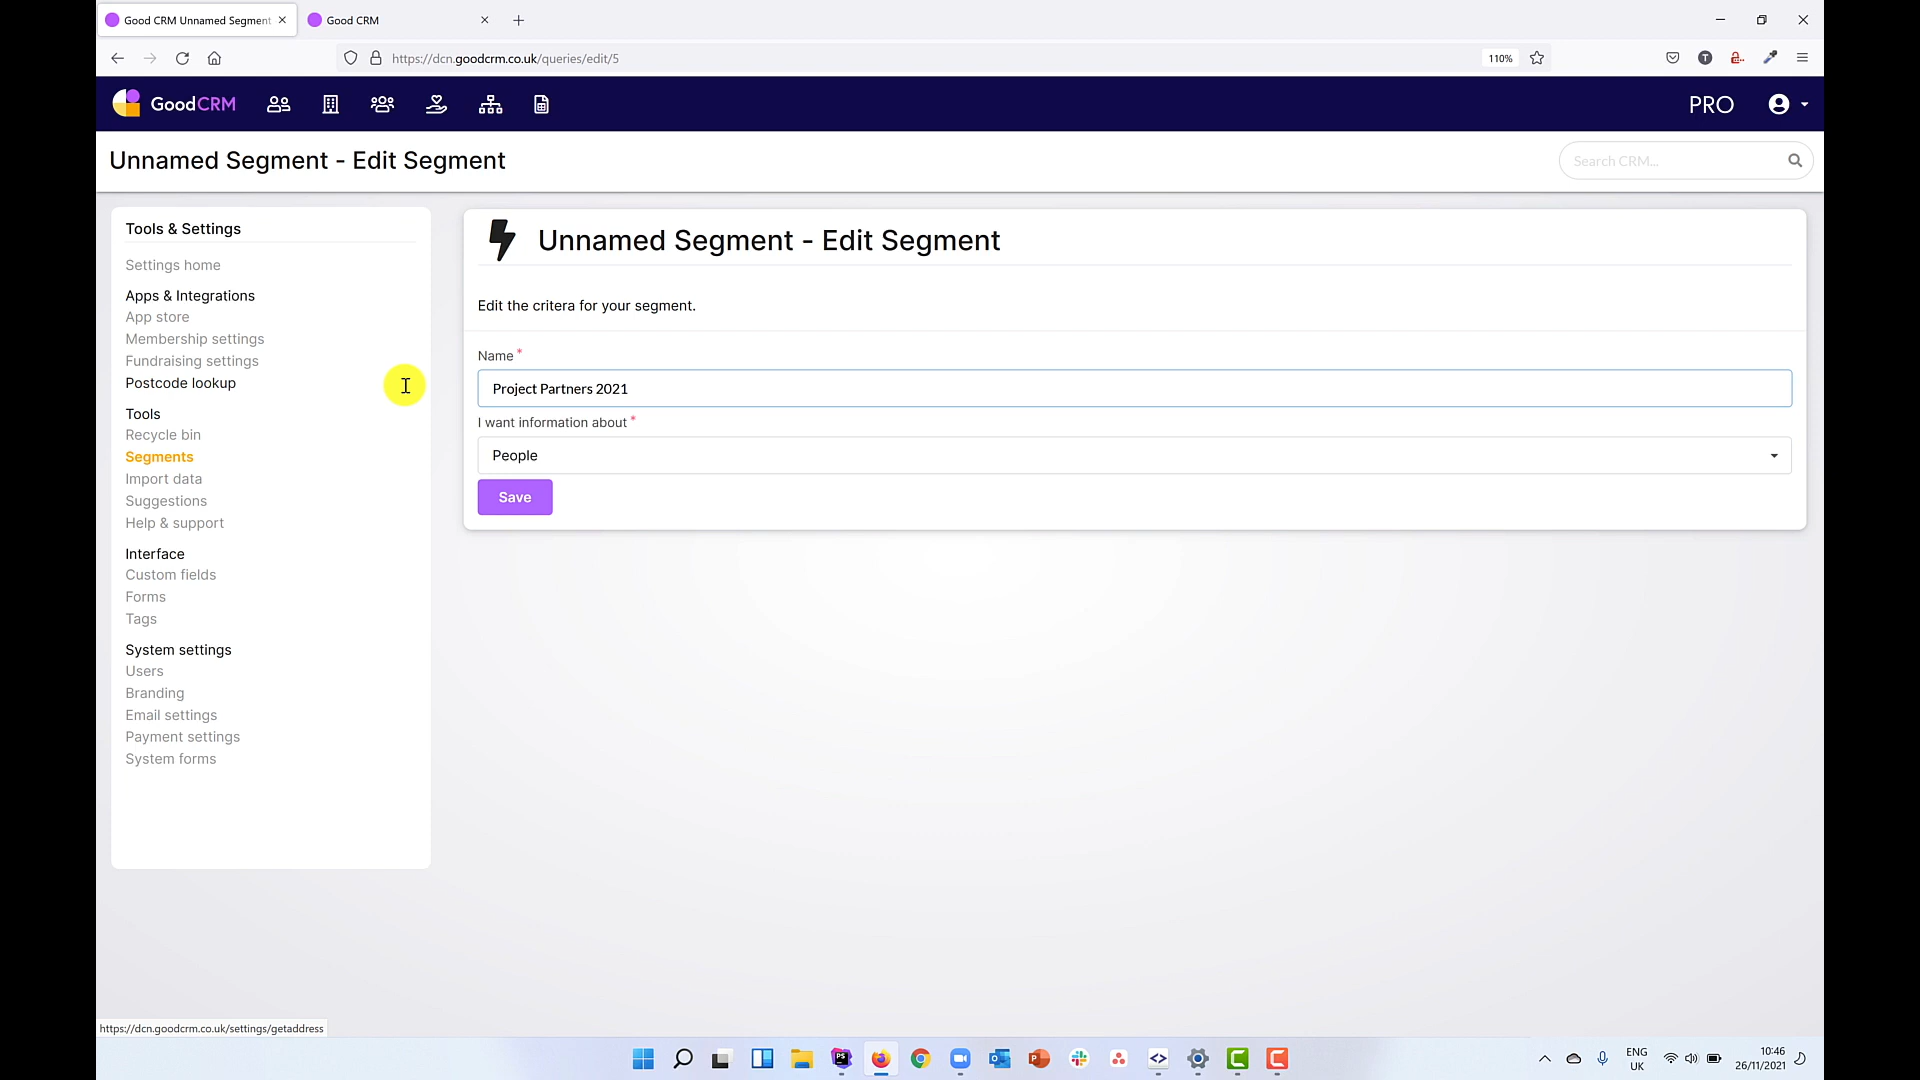 Good CRM Unnamed Segment
Good CRM
https://dcn.goodcrm.co.uk/queries/edit/5
110%
GoodCRM
PRO
Unnamed Segment - Edit Segment
Search CRM...
Tools & Settings
Settings home
Apps & Integrations
App store
Membership settings
Fundraising settings
Postcode lookup
Tools
Recycle bin
Segments
Import data
Suggestions
Help & support
Interface
Custom fields
Forms
Tags
System settings
Users
Branding
Email settings
Payment settings
System forms
Unnamed Segment - Edit Segment
Edit the critera for your segment.
Name *
Project Partners 2021
I want information about *
People
Save
https://dcn.goodcrm.co.uk/settings/getaddress
ENG
UK
10:46
26/11/2021